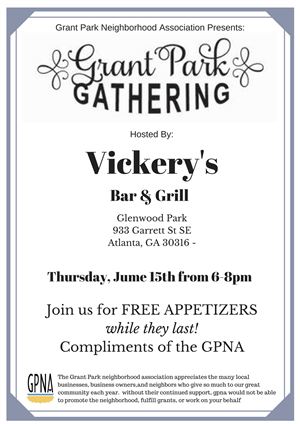 Grant Park Neighborhood Association Presents:
Grant Park
GATHERING
Hosted By:
Vickery's
Bar & Grill
Glenwood Park
933 Garrett St SE
Atlanta, GA 30316 -
Thursday, Jume 15th from 6-8pm
Join us for FREE APPETIZERS
while they last!
Compliments of the GPNA
GPNA
The Grant Park neighborhood association appreciates the many local
businesses, business owners,and neighbors who give so much to our great
community each year. without their continued support, gpna would not be able
to promote the neighborhood, fulfill grants, or work on your behalf